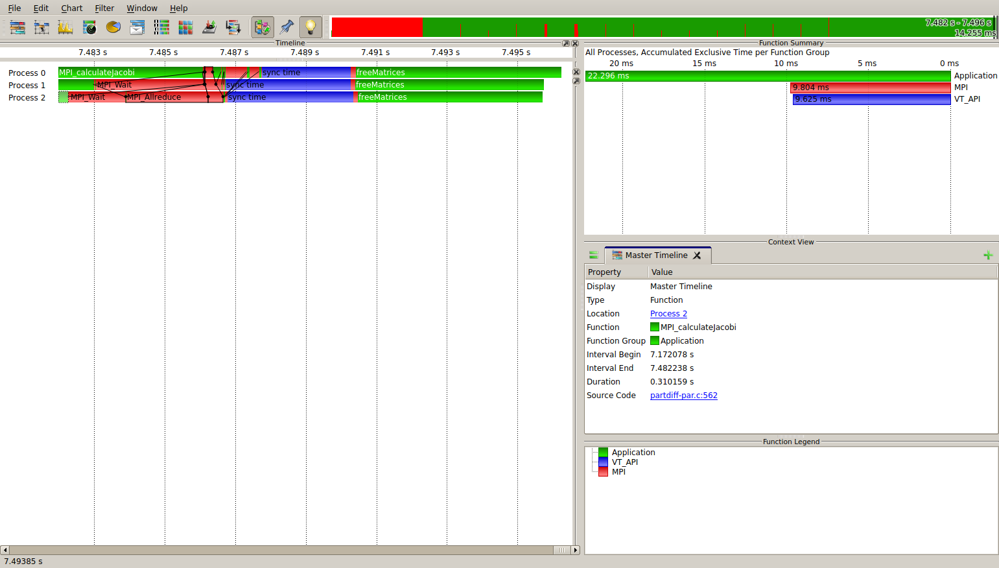 File Edit Chart Filter Window Help
7.482 s - 7.496 s
14.255 ms
Timeline
7.483 s 7.485 s 7.487 s 7.489 s 7.491 s 7.493 s 7.495 s
Process 0 MPI_calculateJacobi sync time freeMatrices
Process 1 MPI_Wait sync time freeMatrices
Process 2 MPI_Wait MPI_Allreduce sync time freeMatrices
Function Summary
All Processes, Accumulated Exclusive Time per Function Group
20 ms 15 ms 10 ms 5 ms 0 ms
22.296 ms Application
9.804 ms MPI
9.625 ms VT_API
Context View
Master Timeline
Property Value
Display Master Timeline
Type Function
Location Process 2
Function MPI_calculateJacobi
Function Group Application
Interval Begin 7.172078 s
Interval End 7.482238 s
Duration 0.310159 s
Source Code partdiff-par.c:562
Function Legend
Application
VT_API
MPI
7.49385 s